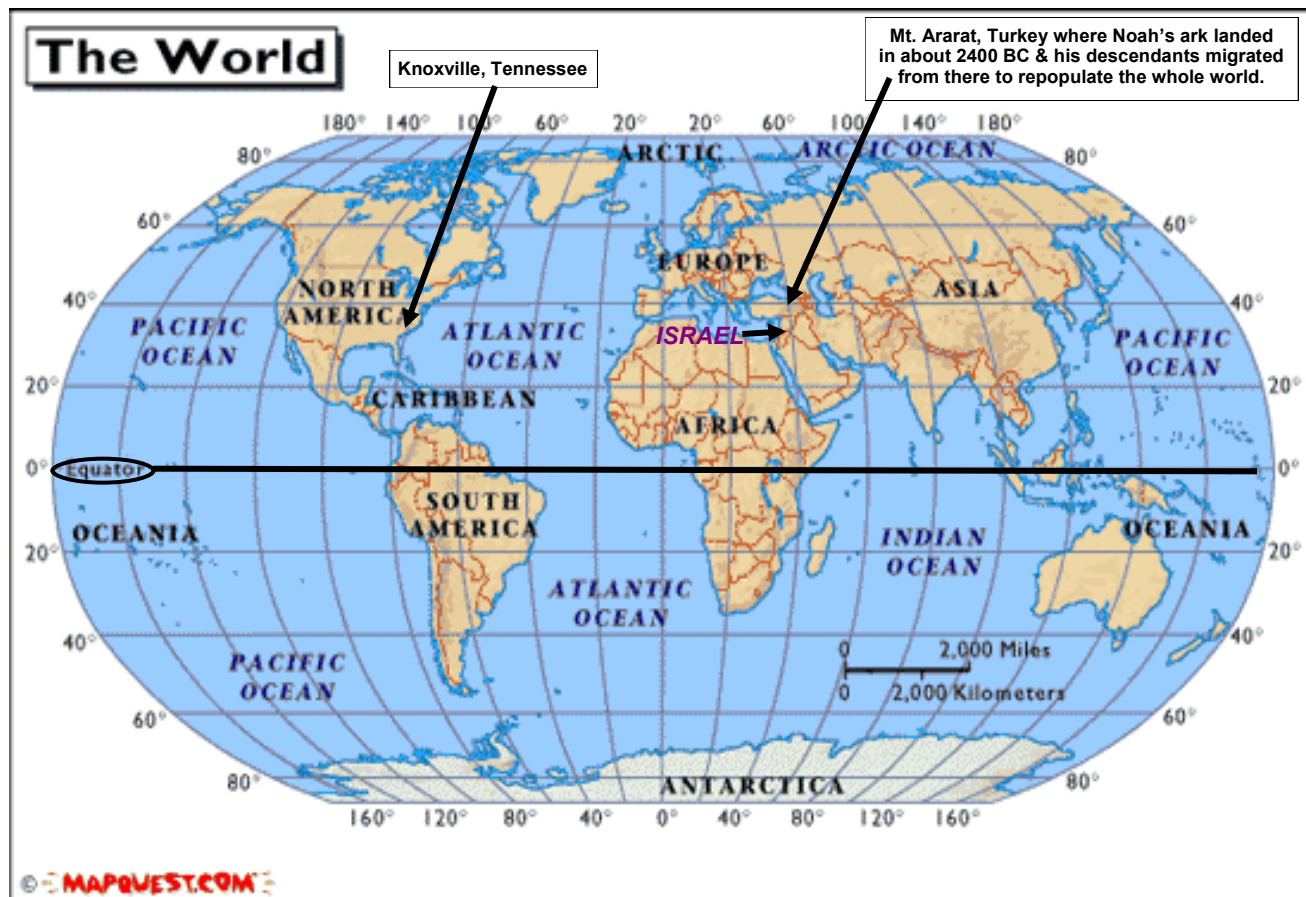 The World
Knoxville, Tennessee
Mt. Ararat, Turkey where Noah's ark landed
in about 2400 BC & his descendants migrated
from there to repopulate the whole world.
180° 140° 100° 60° 20° 20° 60° 100° 140° 180°
80° ARCTIC ARCTIC OCEAN 80°
60° 60°
EUROPE
40° NORTH ASIA 40°
AMERICA
PACIFIC
OCEAN
ATLANTIC
OCEAN
ISRAEL
PACIFIC
OCEAN
20° 20°
CARIBBEAN
AFRICA
0° Equator 0°
SOUTH
AMERICA
OCEANIA
INDIAN
OCEAN
OCEANIA
20° 20°
ATLANTIC
OCEAN
40° 40°
PACIFIC
OCEAN
0 2,000 Miles
0 2,000 Kilometers
60° 60°
80° ANTARCTICA 80°
160° 120° 80° 40° 0° 40° 80° 120° 160°
© MAPQUEST.COM